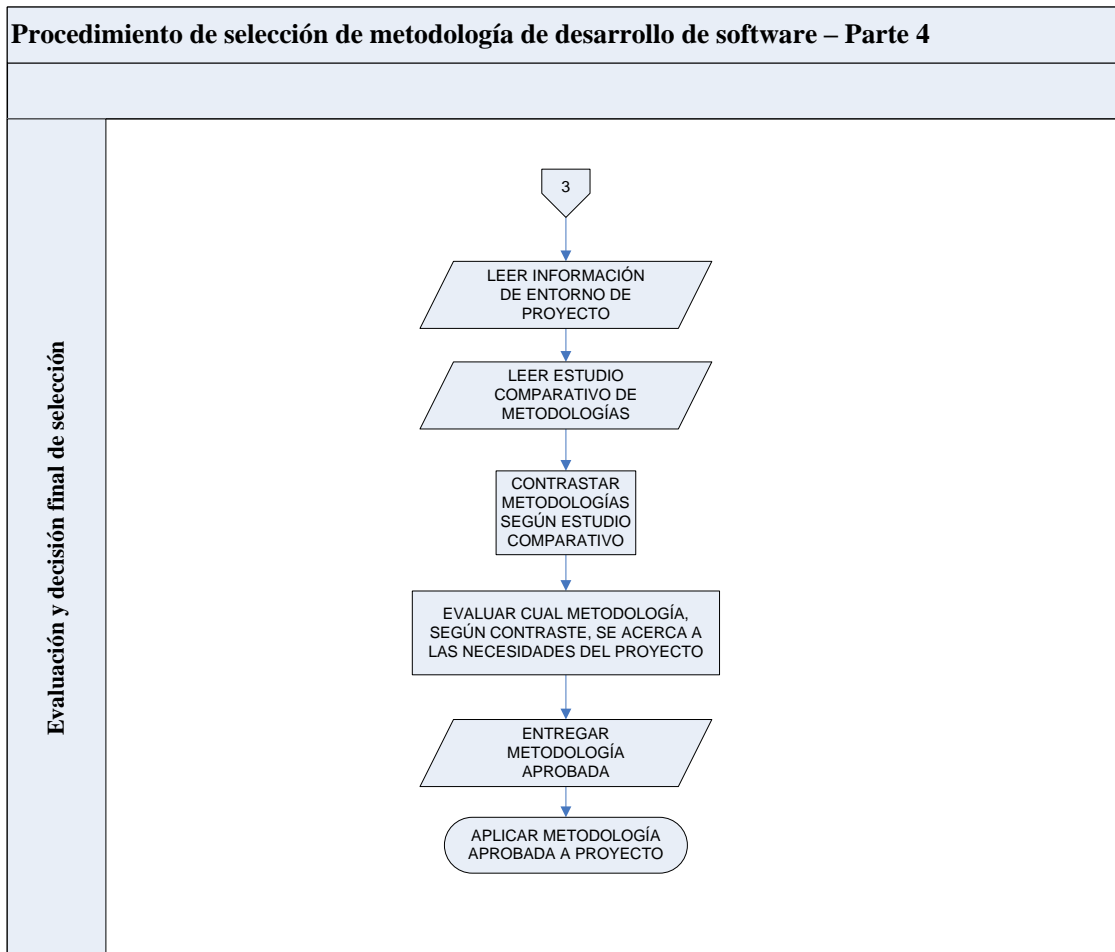 Procedimiento de selección de metodología de desarrollo de software – Parte 4
Evaluación y decisión final de selección
3
LEER INFORMACIÓN
DE ENTORNO DE
PROYECTO
LEER ESTUDIO
COMPARATIVO DE
METODOLOGÍAS
CONTRASTAR
METODOLOGÍAS
SEGÚN ESTUDIO
COMPARATIVO
EVALUAR CUAL METODOLOGÍA,
SEGÚN CONTRASTE, SE ACERCA A
LAS NECESIDADES DEL PROYECTO
ENTREGAR
METODOLOGÍA
APROBADA
APLICAR METODOLOGÍA
APROBADA A PROYECTO